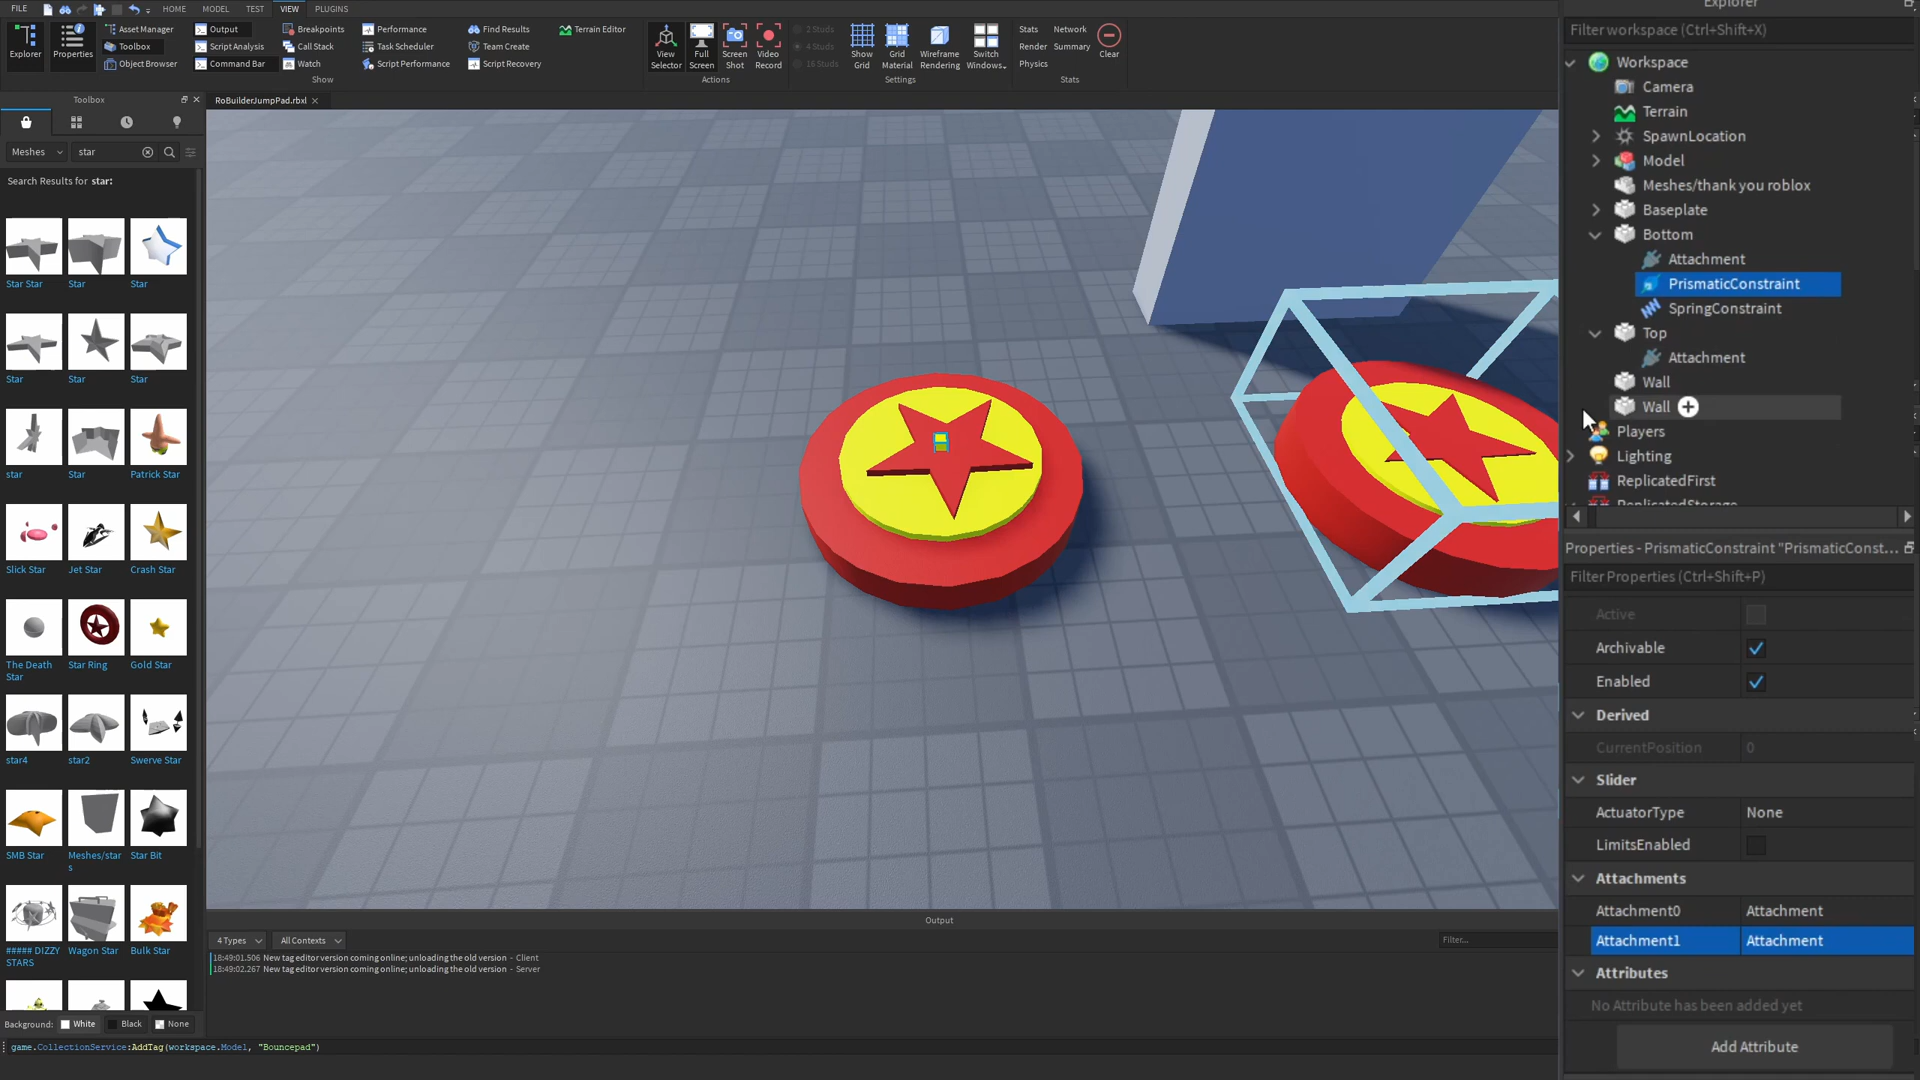 FILE
HOME
MODEL
TEST
VIEW
PLUGINS
Explorer
Properties
Asset Manager
Toolbox
Object Browser
Output
Script Analysis
Command Bar
Breakpoints
Call Stack
Watch
Show
Performance
Task Scheduler
Script Performance
Find Results
Team Create
Script Recovery
Terrain Editor
View Selector
Full Screen
Screen Shot
Video Record
Actions
2 Studs
4 Studs
16 Studs
Show Grid
Grid Material
Wireframe Rendering
Switch Windows
Settings
Stats
Network
Render
Summary
Physics
Clear
Stats
Toolbox
RoBuilderJumpPad.rbxl
Meshes
star
Search Results for star:
Star Star
Star
Star
Star
Star
Star
star
Star
Patrick Star
Slick Star
Jet Star
Crash Star
The Death Star
Star Ring
Gold Star
star4
star2
Swerve Star
SMB Star
Meshes/star
s
Star Bit
##### DIZZY STARS
Wagon Star
Bulk Star
Background:
White
Black
None
Output
4 Types
All Contexts
Filter...
18:49:01.506 New tag editor version coming online; unloading the old version - Client
18:49:02.267 New tag editor version coming online; unloading the old version - Server
game.CollectionService:AddTag(workspace.Model, "Bouncepad")
Explorer
Filter workspace (Ctrl+Shift+X)
Workspace
Camera
Terrain
SpawnLocation
Model
Meshes/thank you roblox
Baseplate
Bottom
Attachment
PrismaticConstraint
SpringConstraint
Top
Attachment
Wall
Wall
Players
Lighting
ReplicatedFirst
ReplicatedStorage
Properties - PrismaticConstraint "PrismaticConst...
Filter Properties (Ctrl+Shift+P)
Active
Archivable
Enabled
Derived
CurrentPosition 0
Slider
ActuatorType None
LimitsEnabled
Attachments
Attachment0 Attachment
Attachment1 Attachment
Attributes
No Attribute has been added yet
Add Attribute